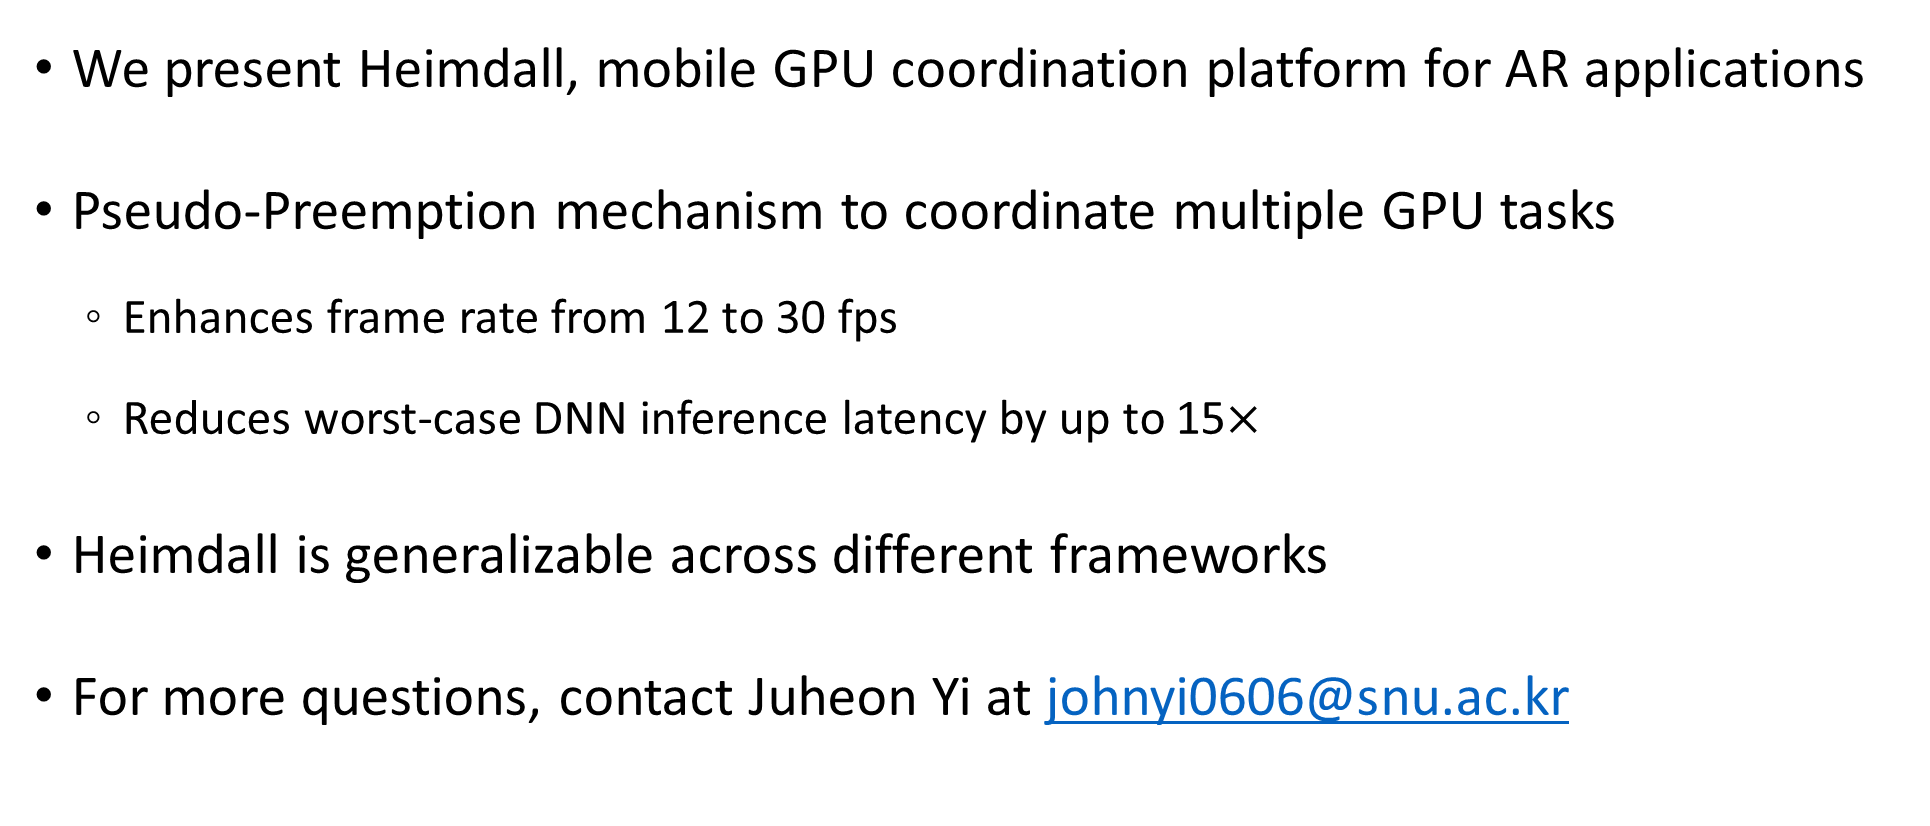 • We present Heimdall, mobile GPU coordination platform for AR applications
• Pseudo-Preemption mechanism to coordinate multiple GPU tasks
◦ Enhances frame rate from 12 to 30 fps
◦ Reduces worst-case DNN inference latency by up to 15×
• Heimdall is generalizable across different frameworks
• For more questions, contact Juheon Yi at johnyi0606@snu.ac.kr